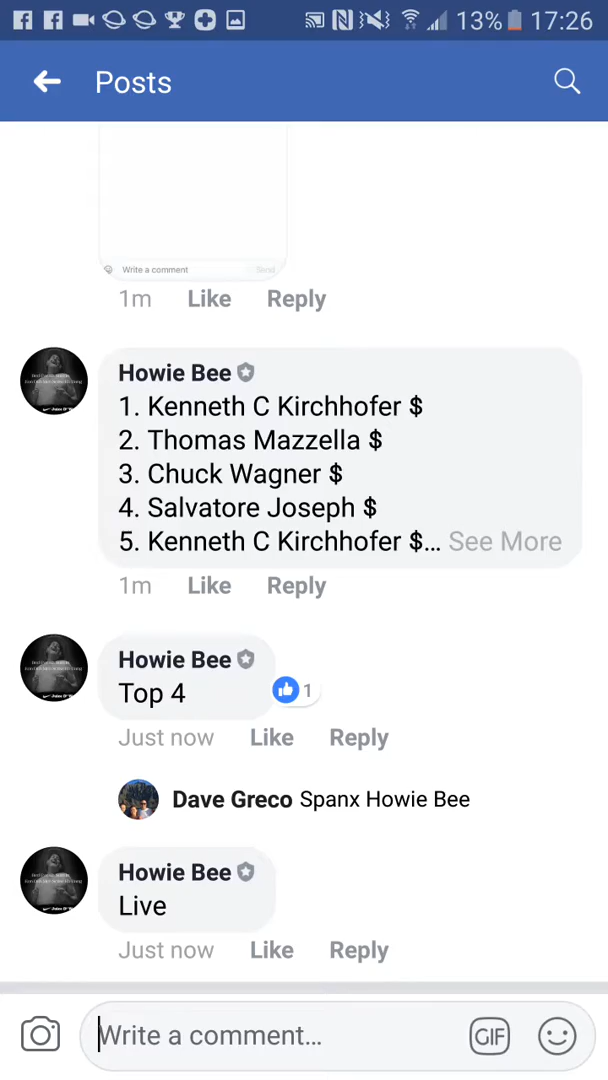 13% 17:26
Posts
Write a comment
Send
1m Like Reply
Howie Bee
1. Kenneth C Kirchhofer $
2. Thomas Mazzella $
3. Chuck Wagner $
4. Salvatore Joseph $
5. Kenneth C Kirchhofer $... See More
1m Like Reply
Howie Bee
Top 4
1
Just now Like Reply
Dave Greco Spanx Howie Bee
Howie Bee
Live
Just now Like Reply
Write a comment...
GIF